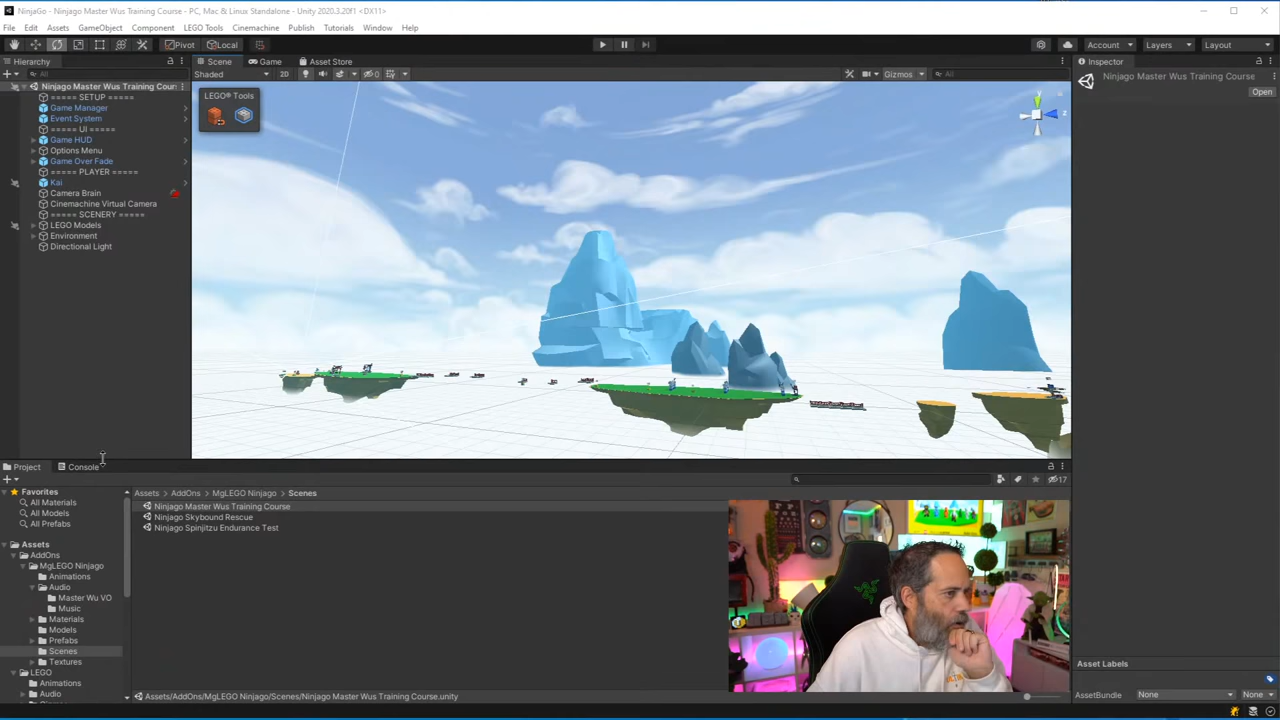 NinjaGo - Ninjago Master Wus Training Course - PC, Mac & Linux Standalone - Unity 2020.3.20f1 <DX11>
File Edit Assets GameObject Component LEGO Tools Cinemachine Publish Tutorials Window Help
Pivot Local Account Layers Layout
Hierarchy
All
Ninjago Master Wus Training Cour
===== SETUP =====
Game Manager
Event System
===== UI =====
Game HUD
Options Menu
Game Over Fade
===== PLAYER =====
Kai
Camera Brain
Cinemachine Virtual Camera
===== SCENERY =====
LEGO Models
Environment
Directional Light
Scene Game Asset Store
Shaded 2D 0 Gizmos All
LEGO® Tools
y
z
Inspector
Ninjago Master Wus Training Course
Open
Project Console
17
Favorites
All Materials
All Models
All Prefabs
Assets
AddOns
MgLEGO Ninjago
Animations
Audio
Master Wu VO
Music
Materials
Models
Prefabs
Scenes
Textures
LEGO
Animations
Audio
Assets > AddOns > MgLEGO Ninjago > Scenes
Ninjago Master Wus Training Course
Ninjago Skybound Rescue
Ninjago Spinjitzu Endurance Test
Assets/AddOns/MgLEGO Ninjago/Scenes/Ninjago Master Wus Training Course.unity
Asset Labels
AssetBundle None None